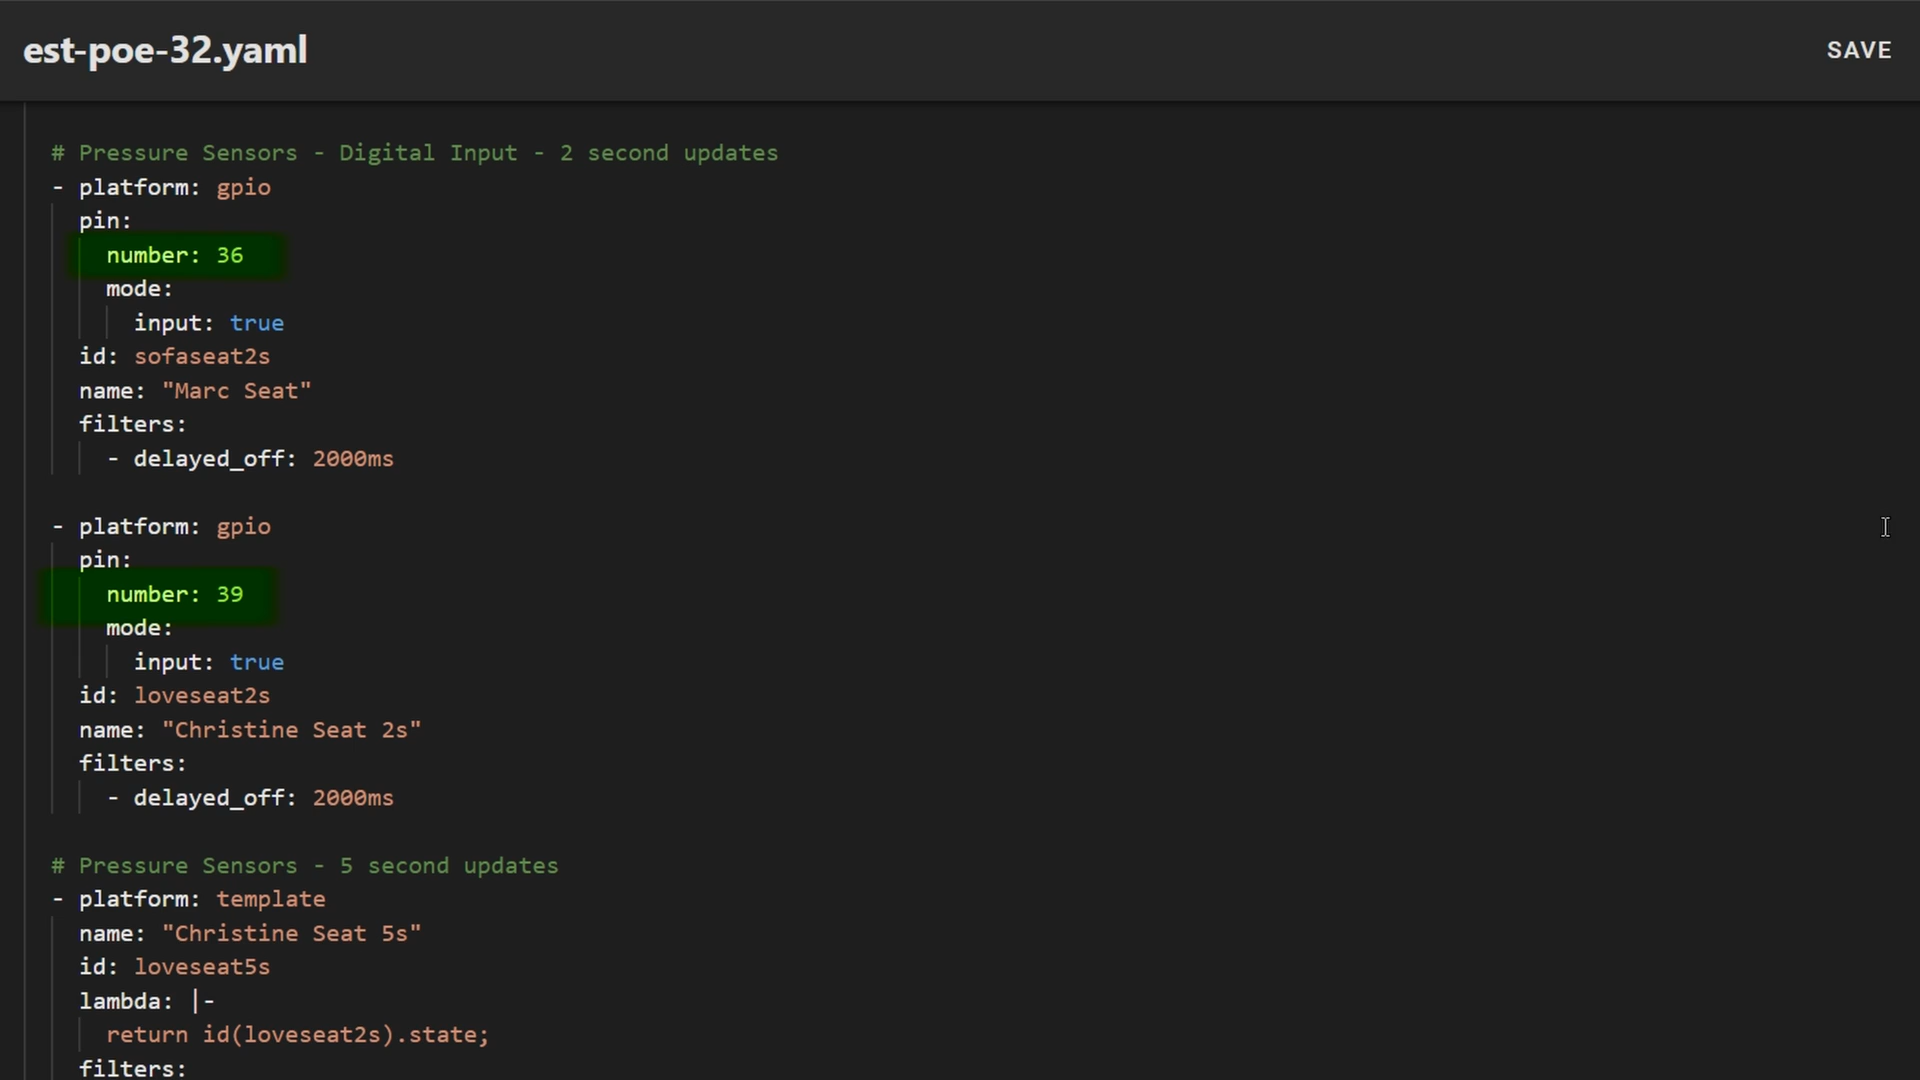 est-poe-32.yaml
SAVE
# Pressure Sensors - Digital Input - 2 second updates
- platform: gpio
pin:
number: 36
mode:
input: true
id: sofaseat2s
name: "Marc Seat"
filters:
- delayed_off: 2000ms
- platform: gpio
pin:
number: 39
mode:
input: true
id: loveseat2s
name: "Christine Seat 2s"
filters:
- delayed_off: 2000ms
# Pressure Sensors - 5 second updates
- platform: template
name: "Christine Seat 5s"
id: loveseat5s
lambda: |-
return id(loveseat2s).state;
filters: